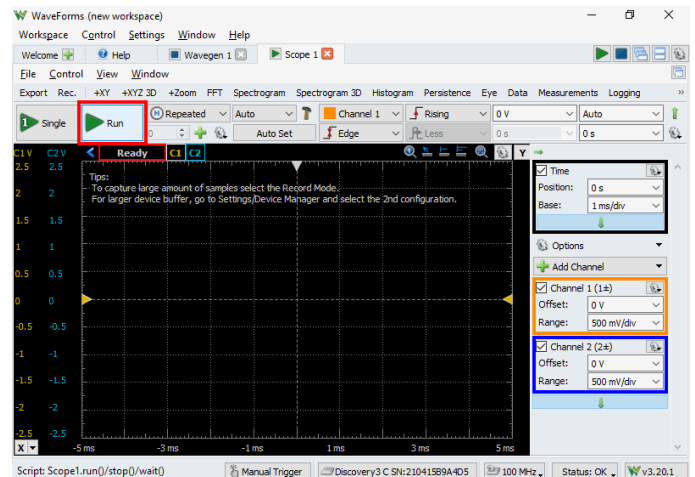 WaveForms (new workspace)
Workspace Control Settings Window Help
Welcome Help Wavegen 1 Scope 1
File Control View Window
Export Rec. +XY +XYZ 3D +Zoom FFT Spectrogram Spectrogram 3D Histogram Persistence Eye Data Measurements Logging »
Single Run Repeated Auto Channel 1 Rising 0 V Auto
0 Auto Set Edge Less 0 s 0 s
C1 V C2 V Ready C1 C2 Y
2.5 2.5
Tips:
- To capture large amount of samples select the Record Mode.
- For larger device buffer, go to Settings/Device Manager and select the 2nd configuration.
2 2
1.5 1.5
1 1
0.5 0.5
0 0
-0.5 -0.5
-1 -1
-1.5 -1.5
-2 -2
-2.5 -2.5
X -5 ms -3 ms -1 ms 1 ms 3 ms 5 ms
Time
Position: 0 s
Base: 1 ms/div
Options
Add Channel
Channel 1 (1±)
Offset: 0 V
Range: 500 mV/div
Channel 2 (2±)
Offset: 0 V
Range: 500 mV/div
Script: Scope1.run()/stop()/wait() Manual Trigger Discovery3 C SN:210415B9A4D5 100 MHz Status: OK v3.20.1